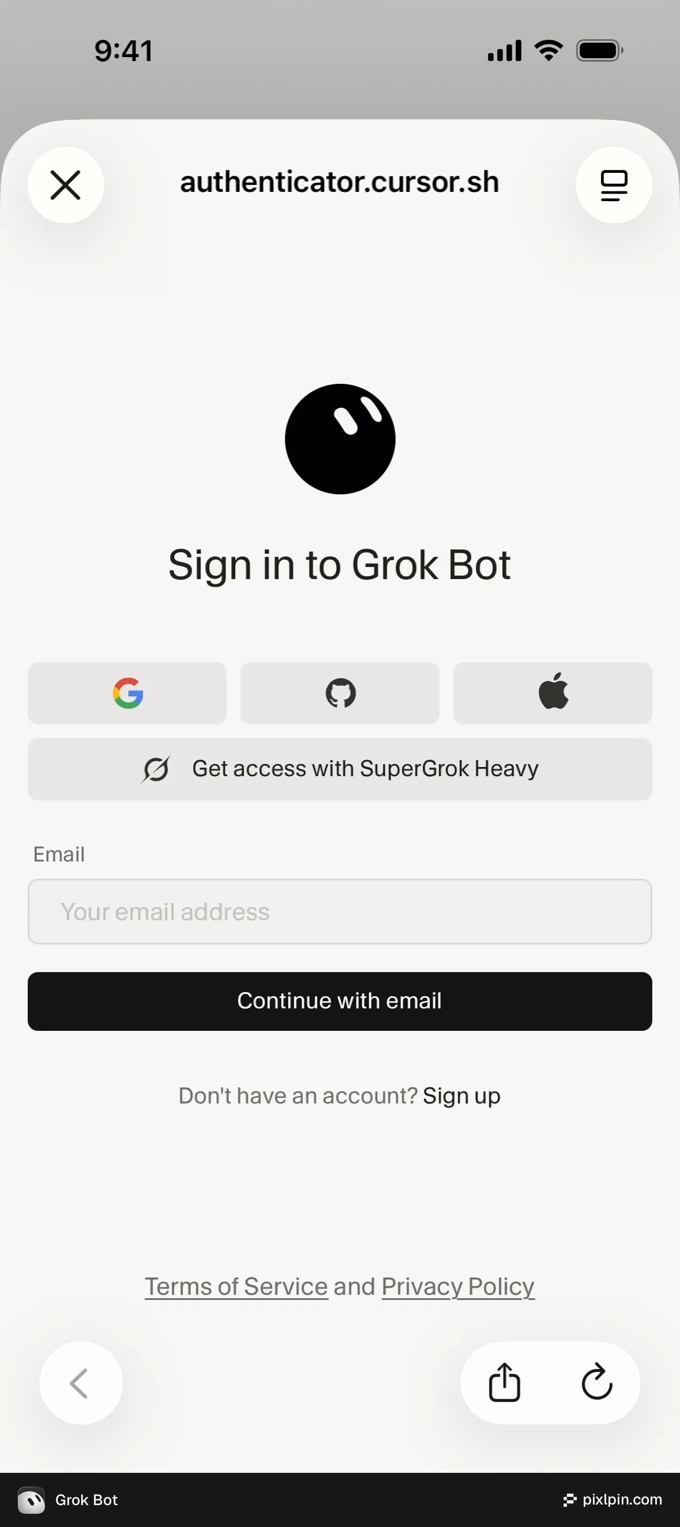 9:41
authenticator.cursor.sh
Sign in to Grok Bot
Get access with SuperGrok Heavy
Email
Your email address
Continue with email
Don't have an account? Sign up
Terms of Service and Privacy Policy
Grok Bot
pixlpin.com